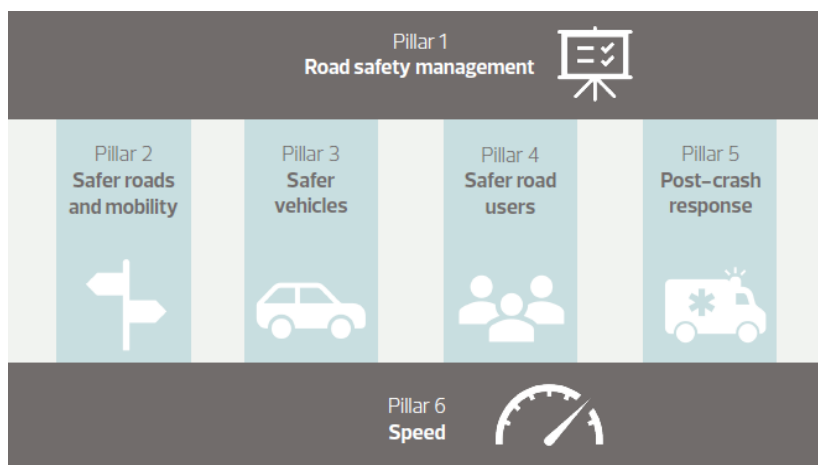 Pillar 1
Road safety management
Pillar 2
Safer roads
and mobility
Pillar 3
Safer
vehicles
Pillar 4
Safer road
users
Pillar 5
Post-crash
response
Pillar 6
Speed